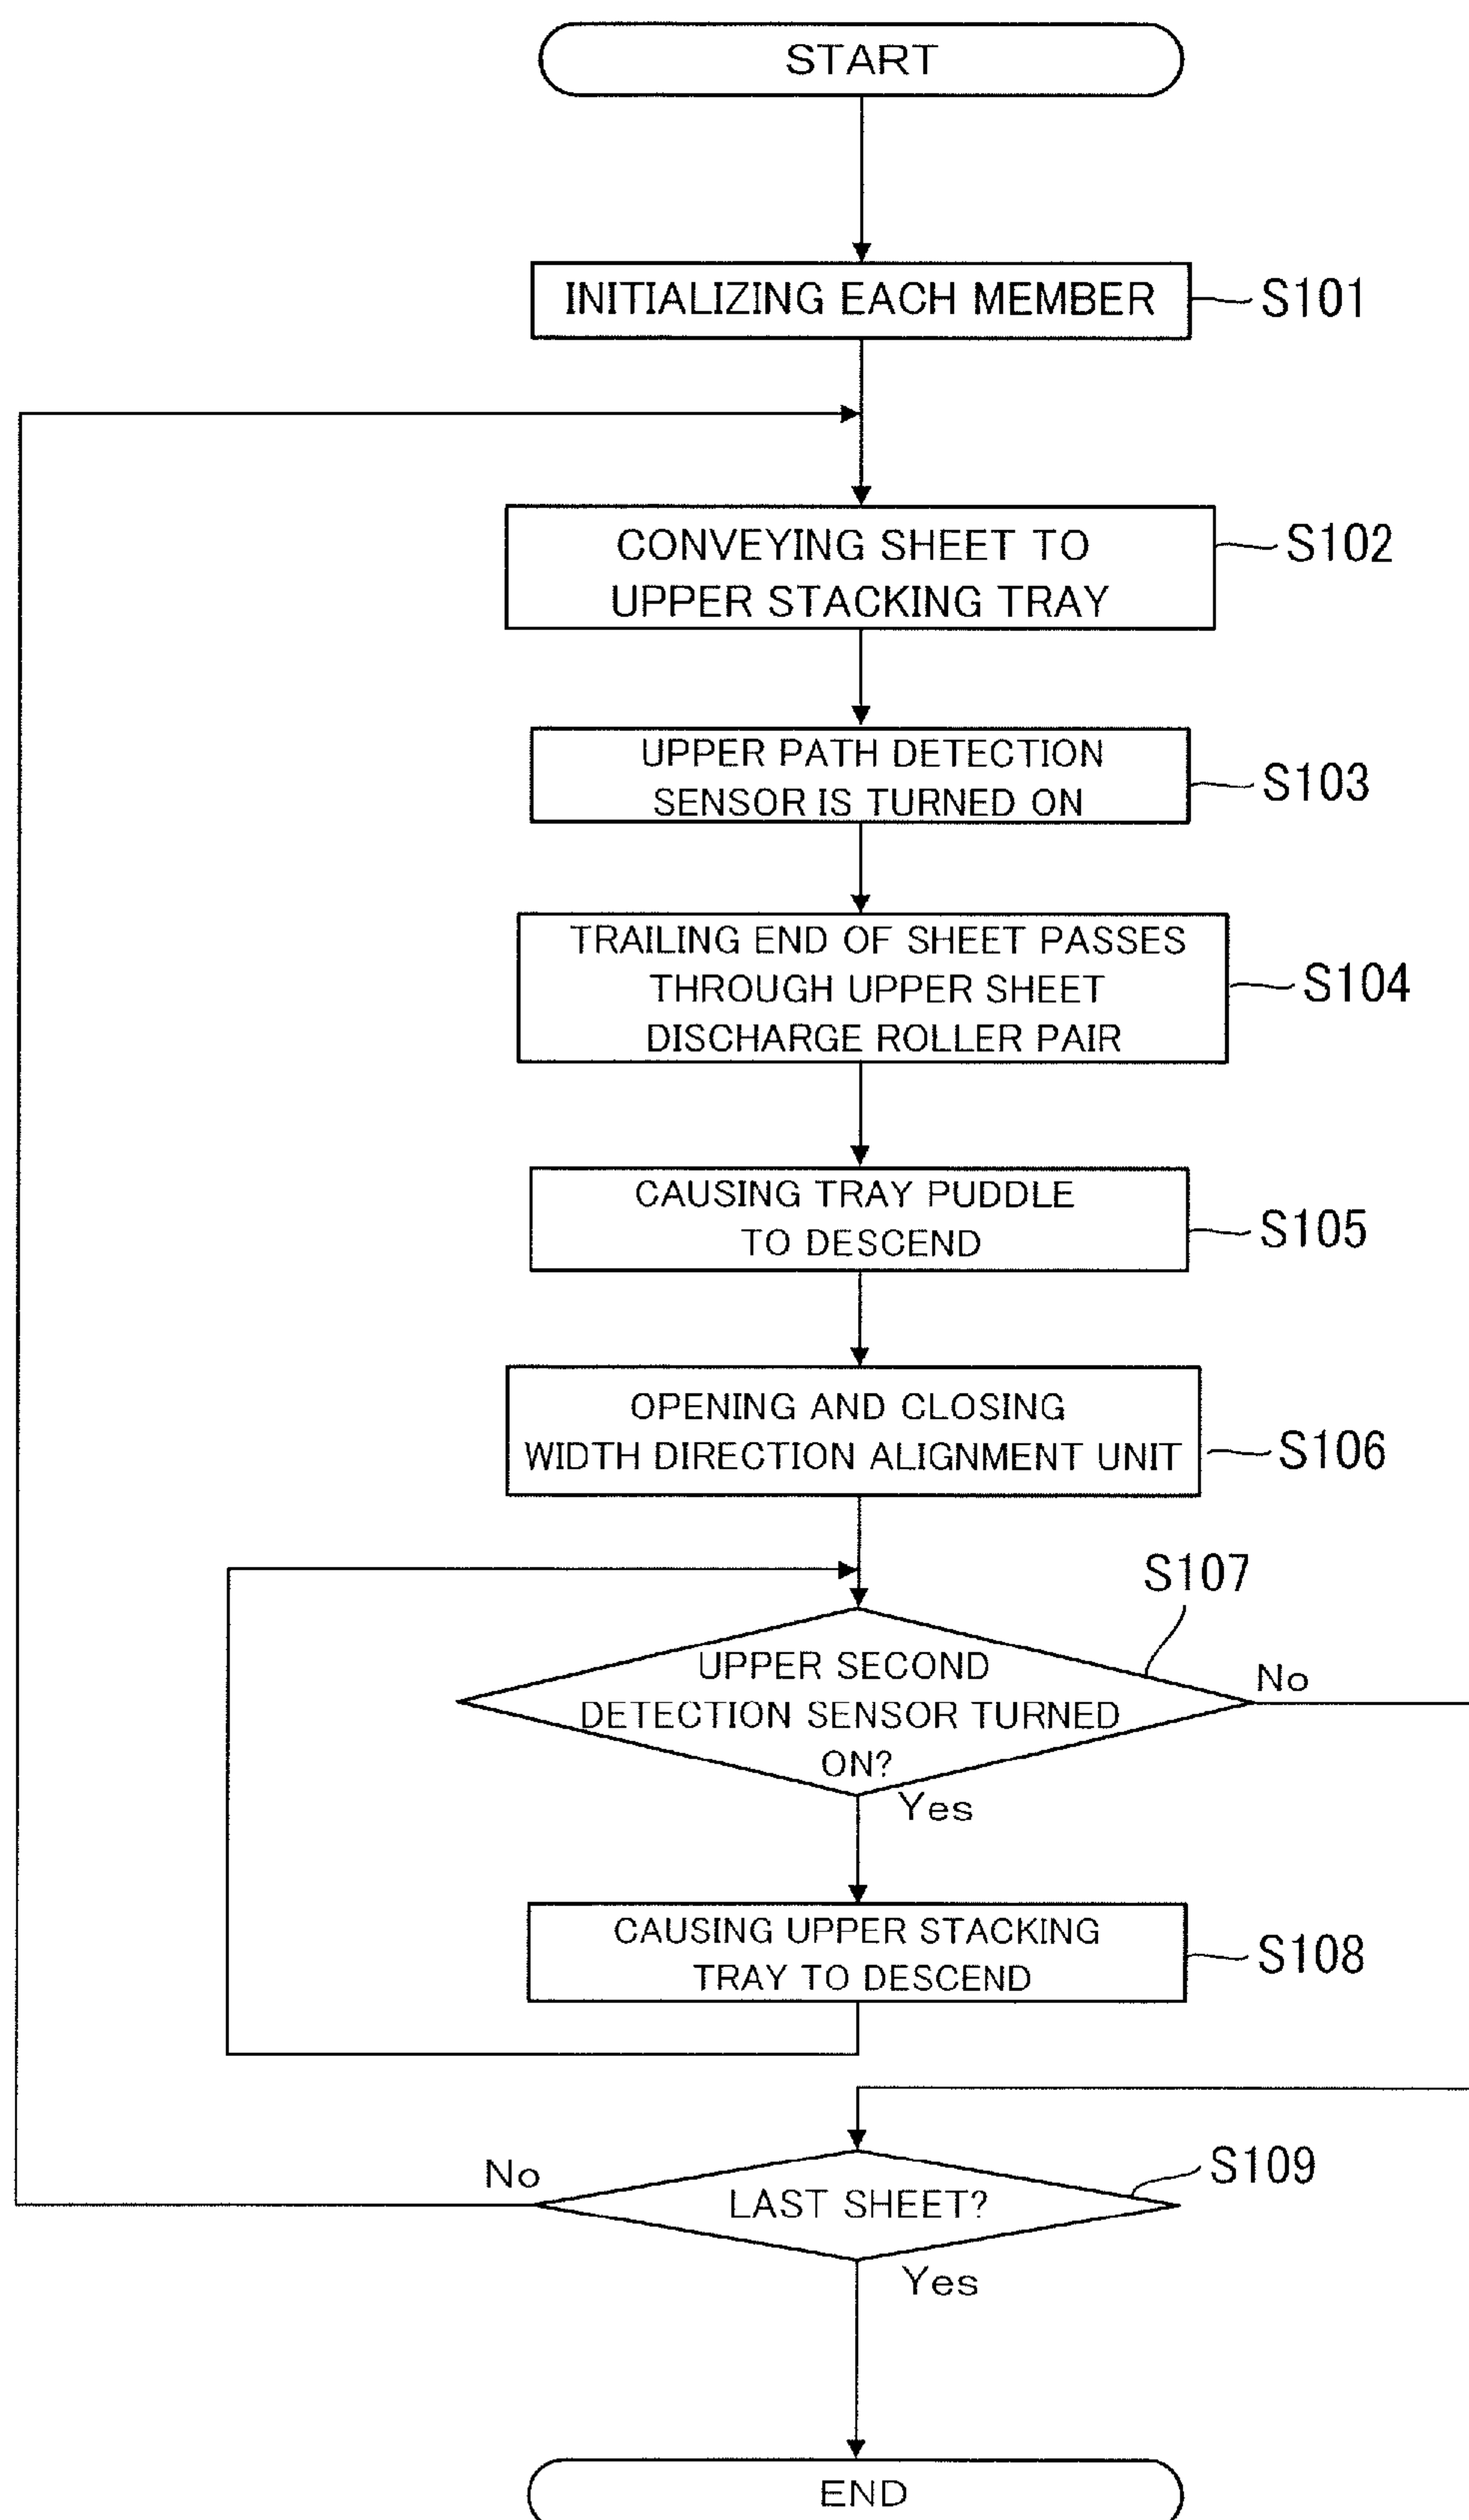 START
INITIALIZING EACH MEMBER
S101
CONVEYING SHEET TO
UPPER STACKING TRAY
S102
UPPER PATH DETECTION
SENSOR IS TURNED ON
S103
TRAILING END OF SHEET PASSES
THROUGH UPPER SHEET
DISCHARGE ROLLER PAIR
S104
CAUSING TRAY PUDDLE
TO DESCEND
S105
OPENING AND CLOSING
WIDTH DIRECTION ALIGNMENT UNIT
S106
S107
UPPER SECOND
DETECTION SENSOR TURNED
ON?
No
Yes
CAUSING UPPER STACKING
TRAY TO DESCEND
S108
No
LAST SHEET?
S109
Yes
END